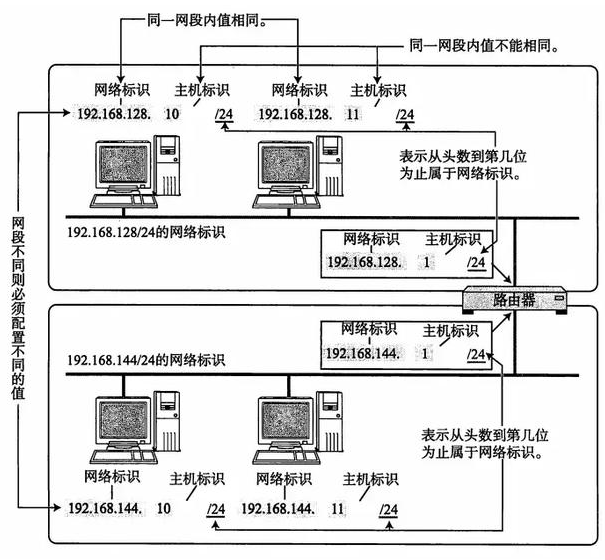 同一网段内值相同。
同一网段内值不能相同。
网络标识 主机标识 网络标识 主机标识
192.168.128. 10 /24 192.168.128. 11 /24
表示从头数到第几位
为止属于网络标识。
192.168.128/24的网络标识
网络标识 主机标识
192.168.128. 1 /24
路由器
网段不同则必须配置不同的值
网络标识 主机标识
192.168.144. 1 /24
192.168.144/24的网络标识
表示从头数到第几位
为止属于网络标识。
网络标识 主机标识 网络标识 主机标识
192.168.144. 10 /24 192.168.144. 11 /24